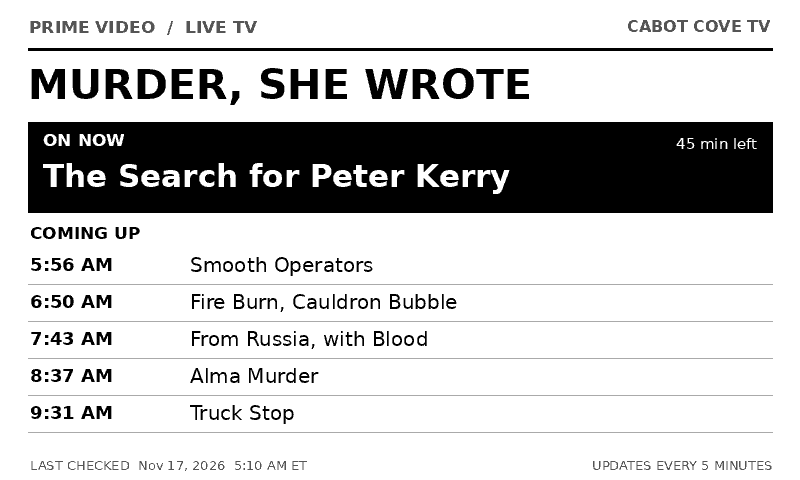 PRIME VIDEO / LIVE TV
CABOT COVE TV
MURDER, SHE WROTE
ON NOW
45 min left
The Search for Peter Kerry
COMING UP
5:56 AM Smooth Operators
6:50 AM Fire Burn, Cauldron Bubble
7:43 AM From Russia, with Blood
8:37 AM Alma Murder
9:31 AM Truck Stop
LAST CHECKED Nov 17, 2026 5:10 AM ET
UPDATES EVERY 5 MINUTES